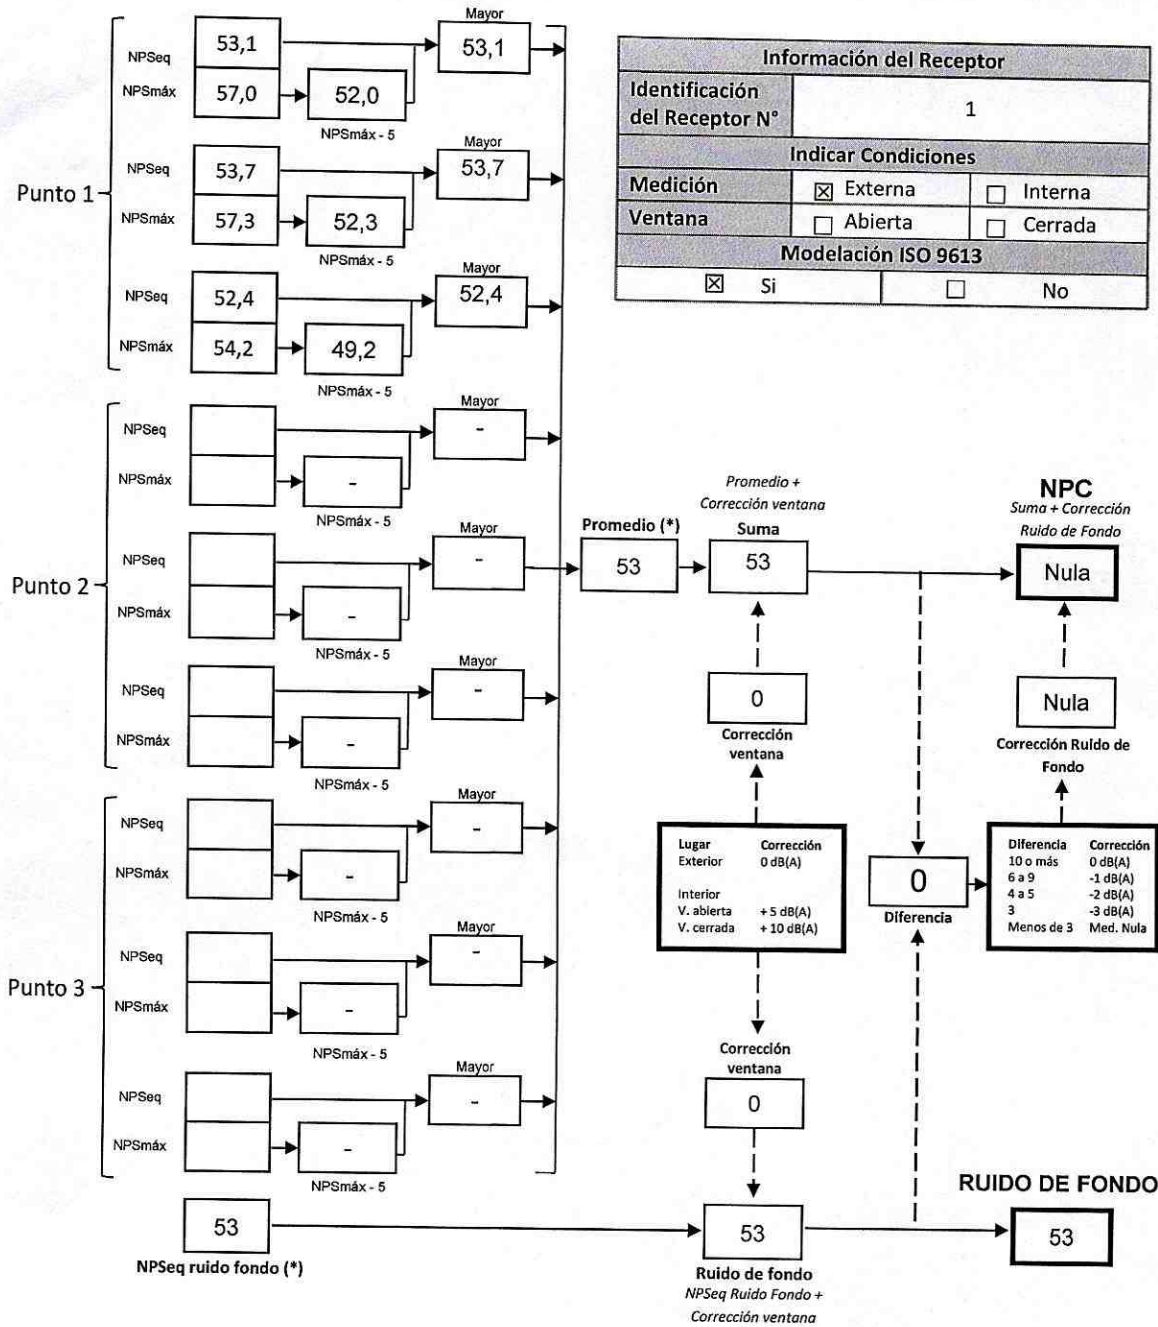 Punto 1
Mayor
NPSeq 53,1 53,1
NPSmáx 57,0 52,0
NPSmáx - 5
Mayor
NPSeq 53,7 53,7
NPSmáx 57,3 52,3
NPSmáx - 5
Mayor
NPSeq 52,4 52,4
NPSmáx 54,2 49,2
NPSmáx - 5
Información del Receptor
Identificación
del Receptor N° 1
Indicar Condiciones
Medición ☒ Externa ☐ Interna
Ventana ☐ Abierta ☐ Cerrada
Modelación ISO 9613
☒ Si ☐ No
Punto 2
Mayor
NPSeq -
NPSmáx -
NPSmáx - 5
Mayor
NPSeq -
NPSmáx -
NPSmáx - 5
Mayor
NPSeq -
NPSmáx -
NPSmáx - 5
Punto 3
Mayor
NPSeq -
NPSmáx -
NPSmáx - 5
Mayor
NPSeq -
NPSmáx -
NPSmáx - 5
Mayor
NPSeq -
NPSmáx -
NPSmáx - 5
Promedio (*)
53
Promedio +
Corrección ventana
Suma
53
0
Corrección
ventana
Lugar Corrección
Exterior 0 dB(A)
Interior
V. abierta + 5 dB(A)
V. cerrada + 10 dB(A)
Corrección
ventana
0
NPC
Suma + Corrección
Ruido de Fondo
Nula
Nula
Corrección Ruido de
Fondo
0
Diferencia
Diferencia Corrección
10 o más 0 dB(A)
6 a 9 -1 dB(A)
4 a 5 -2 dB(A)
3 -3 dB(A)
Menos de 3 Med. Nula
53
NPSeq ruido fondo (*)
53
Ruido de fondo
NPSeq Ruido Fondo +
Corrección ventana
RUIDO DE FONDO
53